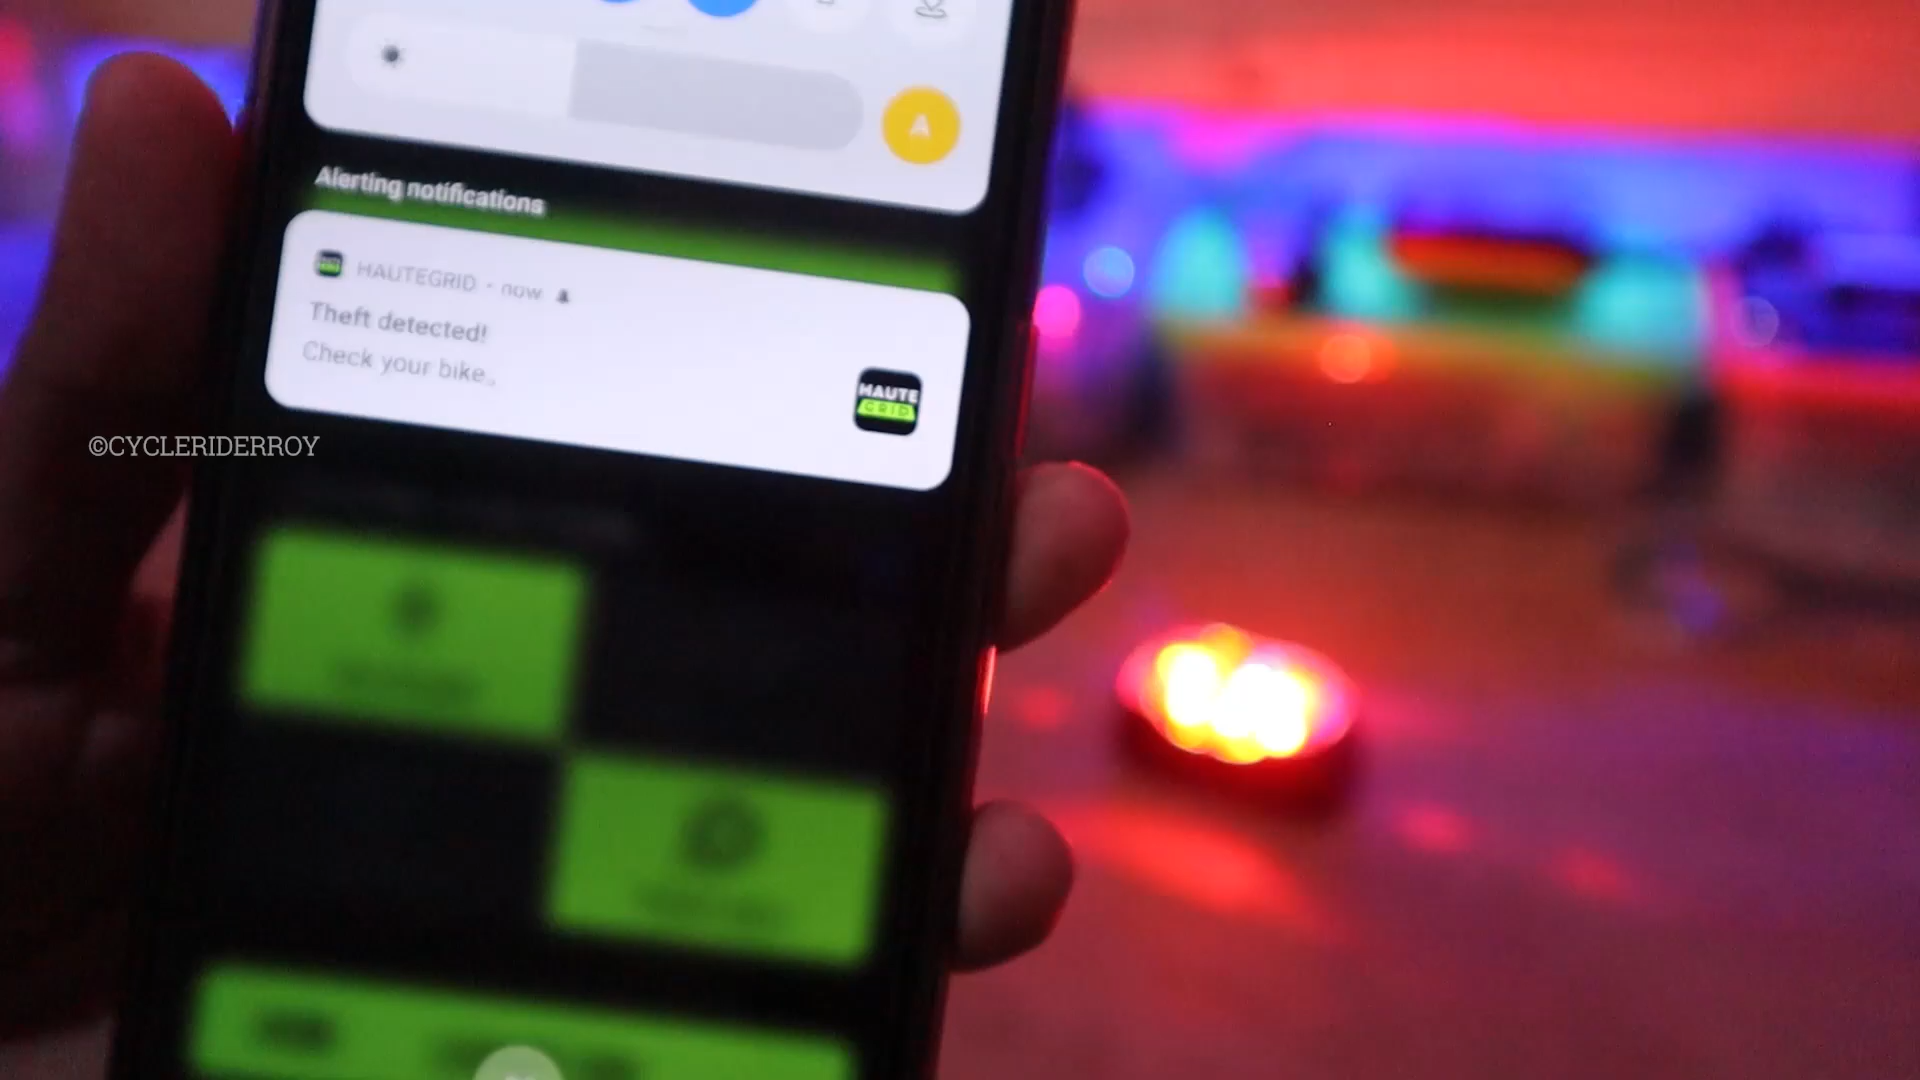 A
Alerting notifications
HAUTEGRID • now
Theft detected!
Check your bike.
HAUTE
GRID
©CYCLERIDERROY